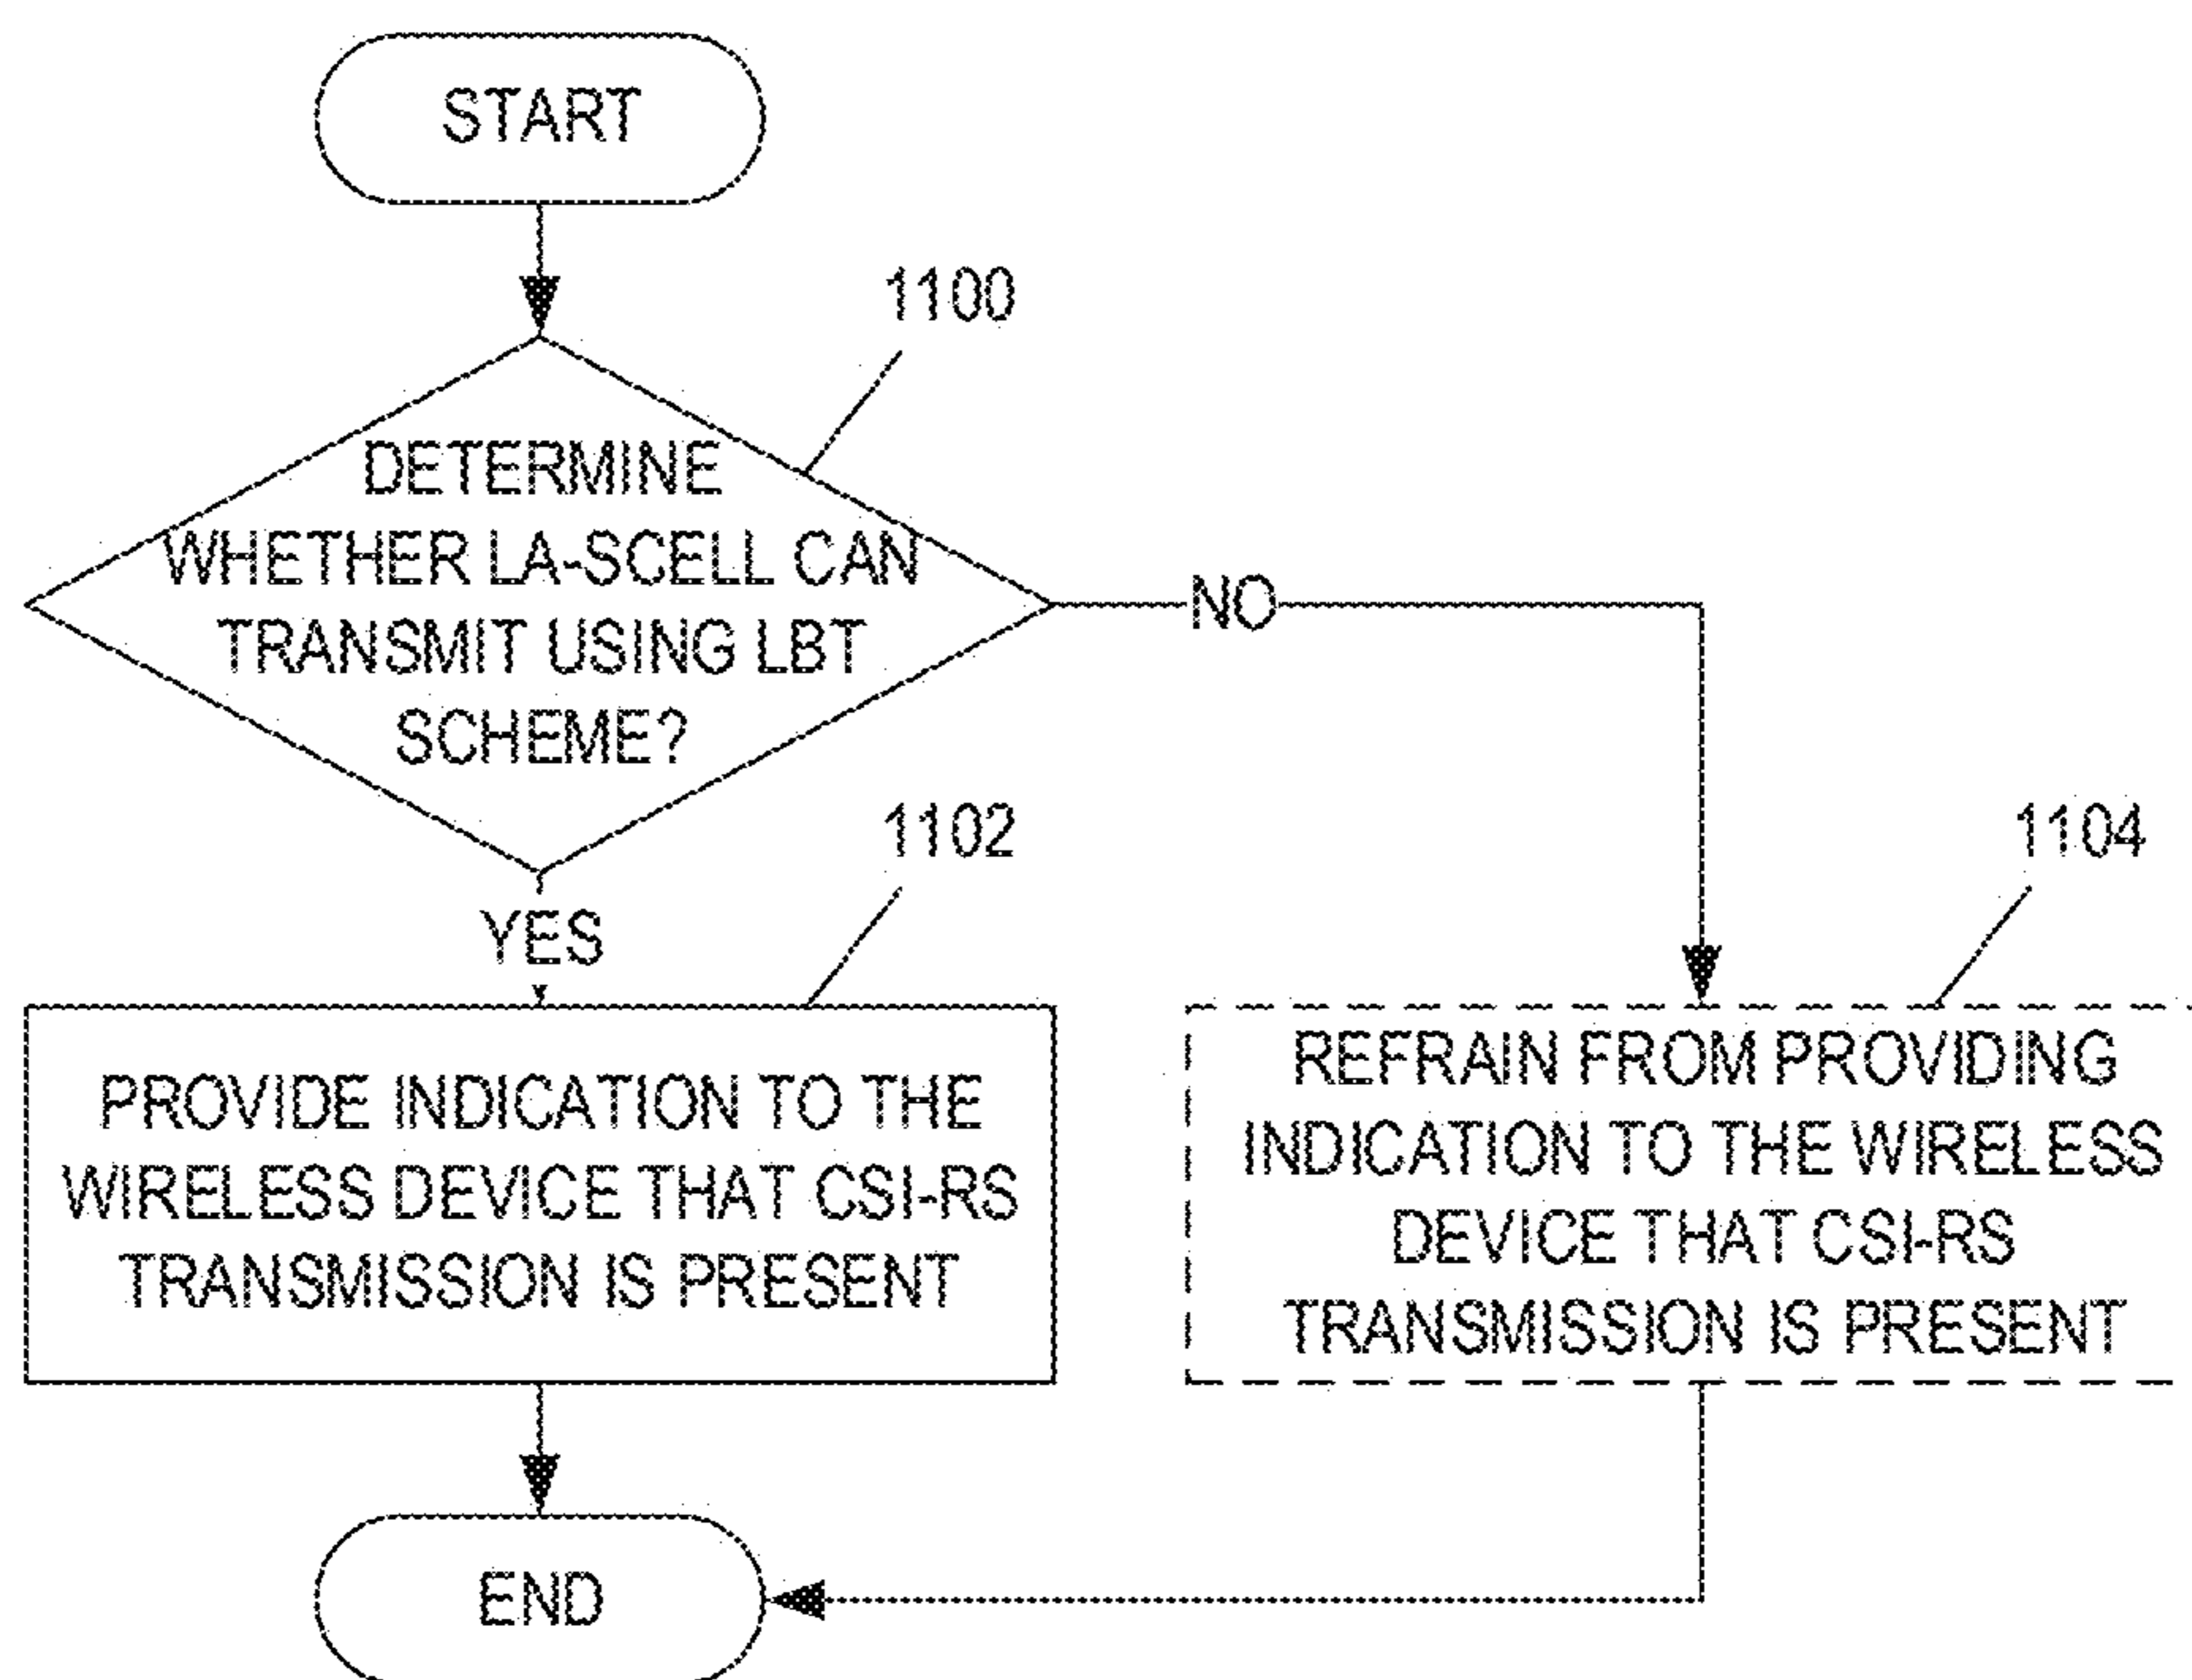 START
1100
DETERMINE
WHETHER LA-SCELL CAN
TRANSMIT USING LBT
SCHEME?
NO
YES
1102
PROVIDE INDICATION TO THE
WIRELESS DEVICE THAT CSI-RS
TRANSMISSION IS PRESENT
1104
REFRAIN FROM PROVIDING
INDICATION TO THE WIRELESS
DEVICE THAT CSI-RS
TRANSMISSION IS PRESENT
END